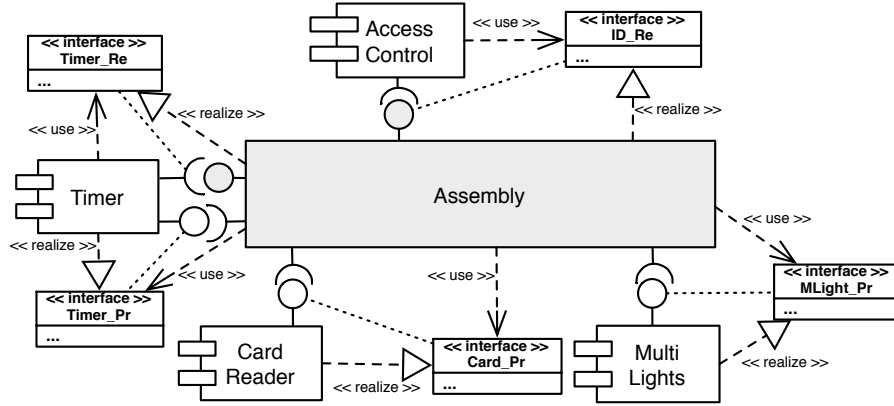 Access
Control
<< use >>
<< interface >>
ID_Re
...
<< interface >>
Timer_Re
...
<< realize >>
<< realize >>
<< use >>
Timer
Assembly
<< realize >>
<< use >>
<< use >>
<< use >>
<< interface >>
Timer_Pr
...
<< interface >>
MLight_Pr
...
Card
Reader
<< realize >>
<< interface >>
Card_Pr
...
Multi
Lights
<< realize >>